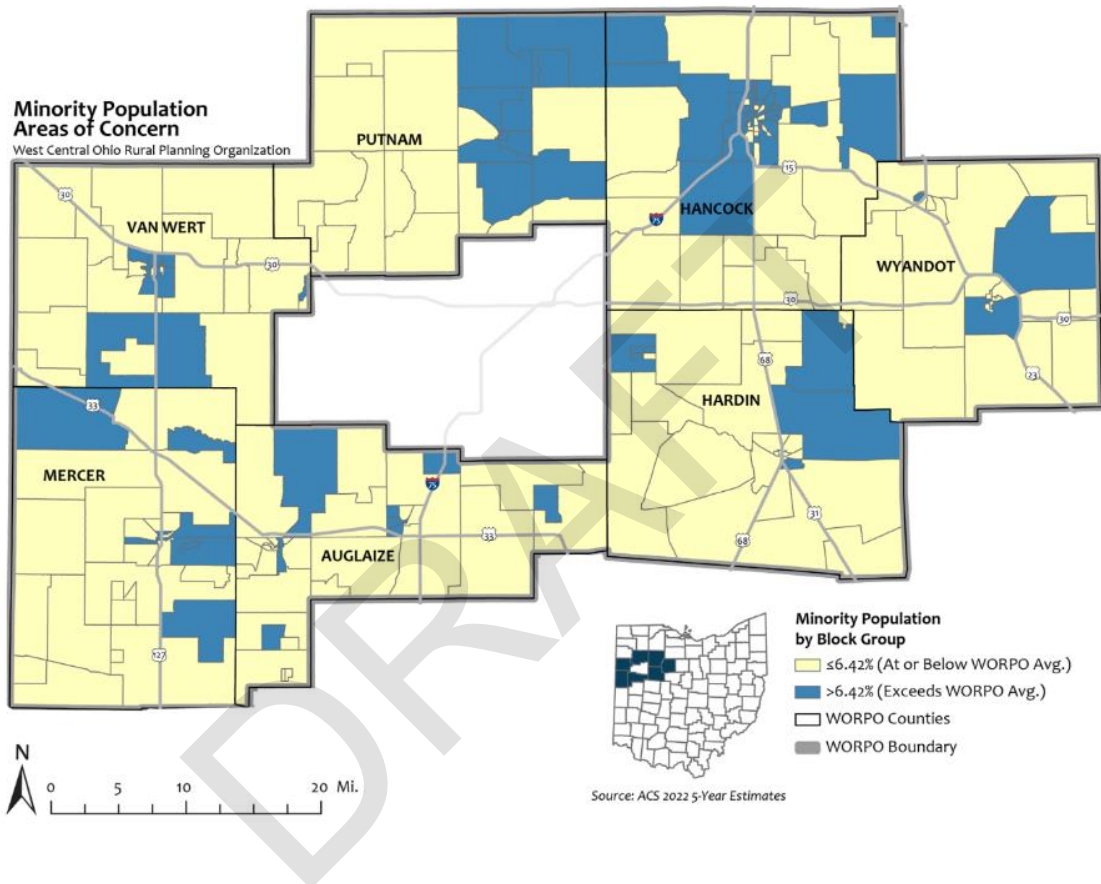 Minority Population
Areas of Concern
West Central Ohio Rural Planning Organization
PUTNAM
VAN WERT
HANCOCK
WYANDOT
HARDIN
MERCER
AUGLAIZE
30
30
15
75
30
30
23
68
33
75
33
31
68
127
DRAFT
Minority Population
by Block Group
≤6.42% (At or Below WORPO Avg.)
>6.42% (Exceeds WORPO Avg.)
WORPO Counties
WORPO Boundary
Source: ACS 2022 5-Year Estimates
N
0 5 10 20 Mi.